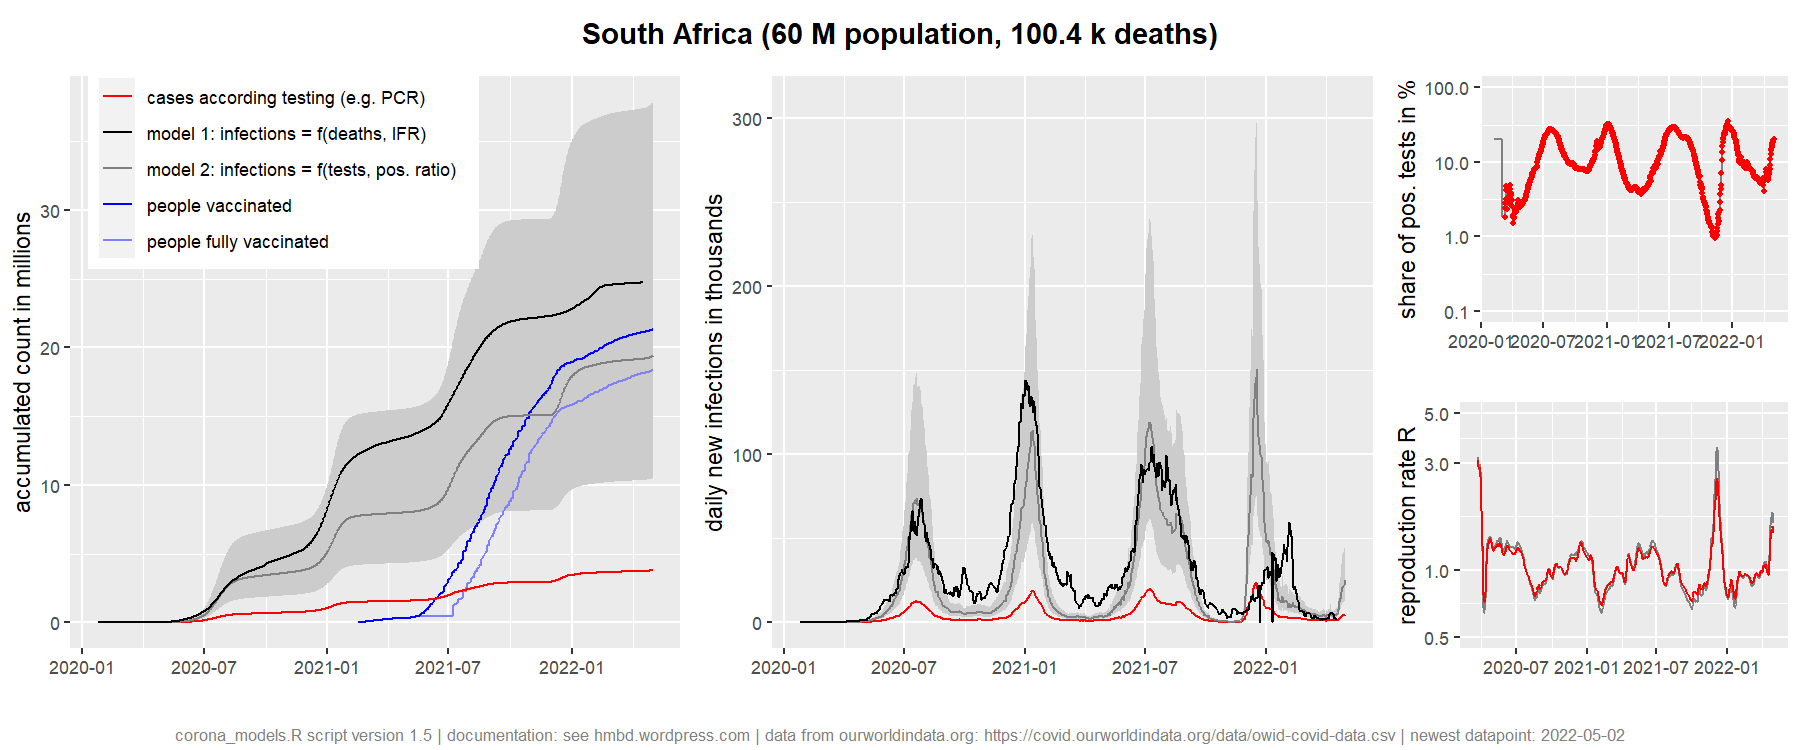 South Africa (60 M population, 100.4 k deaths)
accumulated count in millions
cases according testing (e.g. PCR)
model 1: infections = f(deaths, IFR)
model 2: infections = f(tests, pos. ratio)
people vaccinated
people fully vaccinated
30
20
10
0
2020-01 2020-07 2021-01 2021-07 2022-01
daily new infections in thousands
300
200
100
0
2020-01 2020-07 2021-01 2021-07 2022-01
share of pos. tests in %
100.0
10.0
1.0
0.1
2020-01 2020-07 2021-01 2021-07 2022-01
reproduction rate R
5.0
3.0
1.0
0.5
2020-07 2021-01 2021-07 2022-01
corona_models.R script version 1.5 | documentation: see hmbd.wordpress.com | data from ourworldindata.org: https://covid.ourworldindata.org/data/owid-covid-data.csv | newest datapoint: 2022-05-02